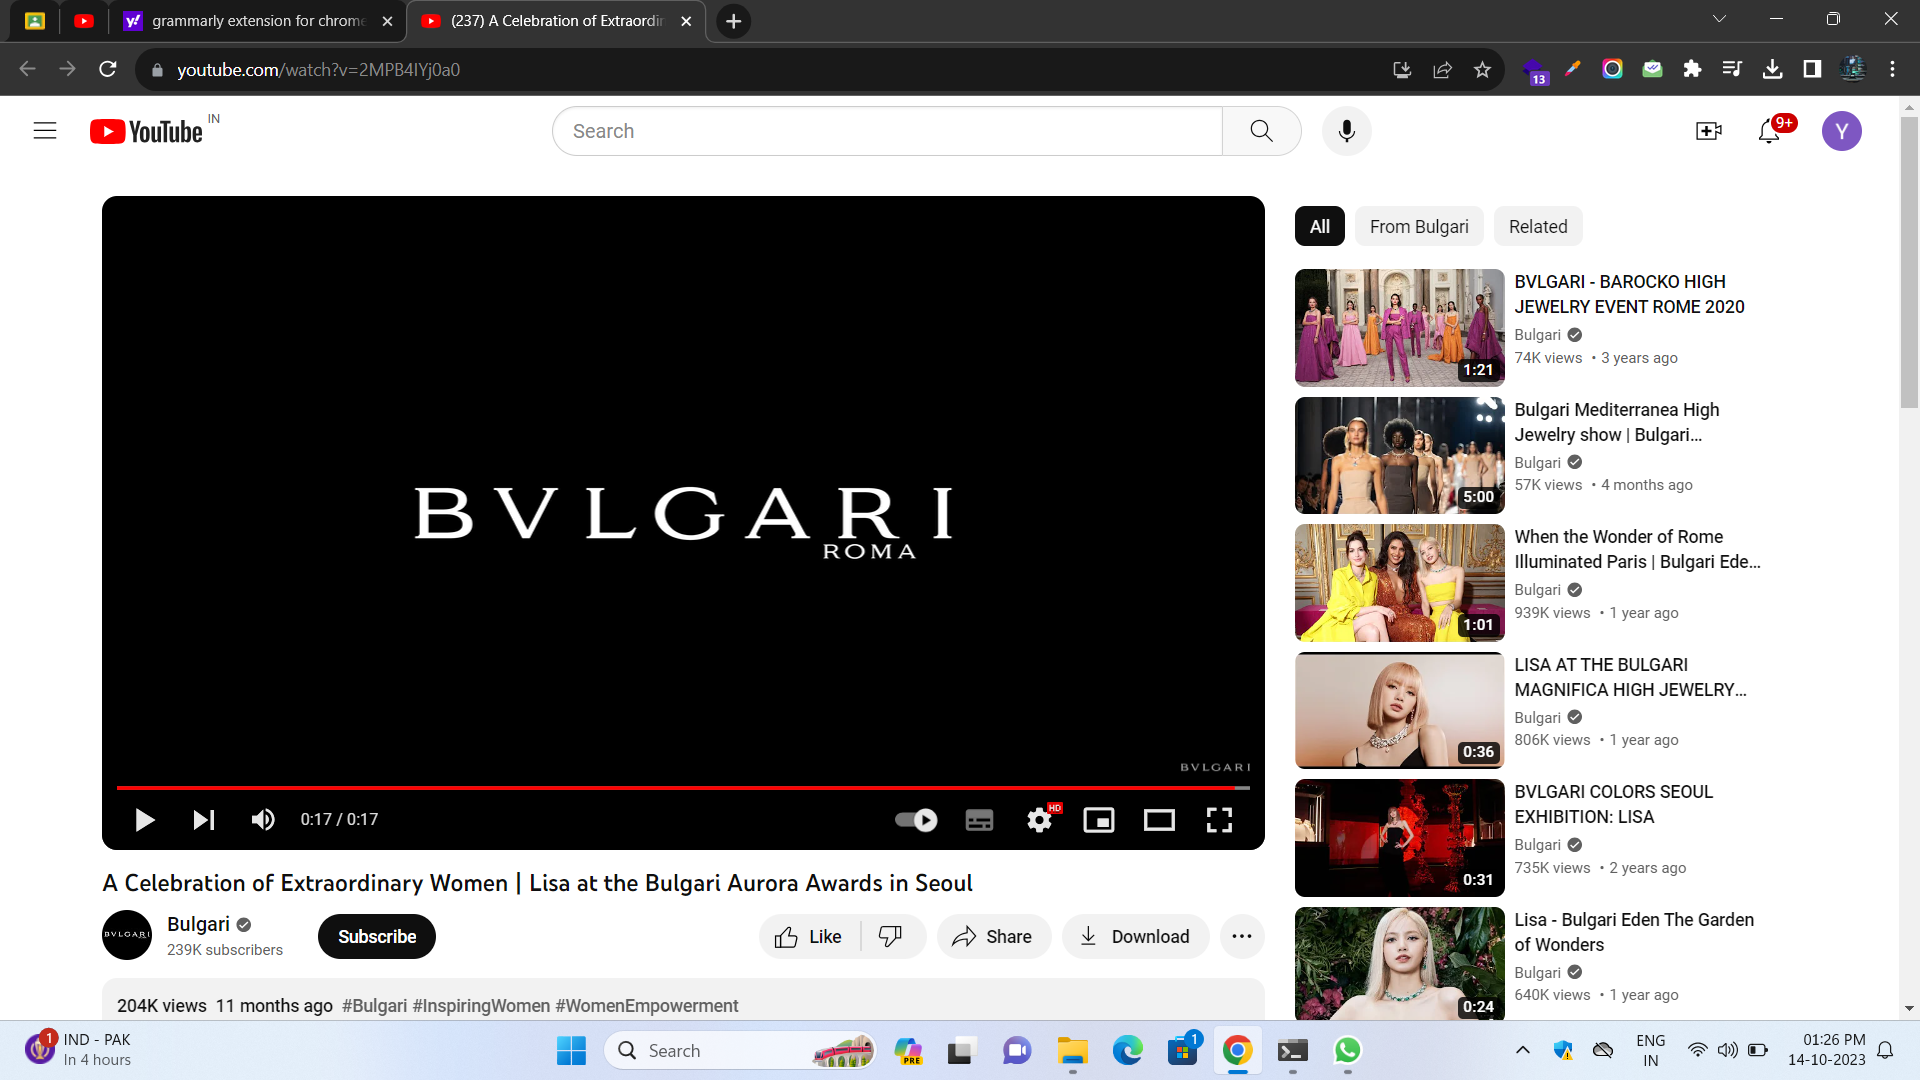 grammarly extension for chrome
(237) A Celebration of Extraordin
youtube.com/watch?v=2MPB4IYj0a0
13
YouTube IN
Search
9+
Y
BVLGARI
ROMA
BVLGARI
0:17 / 0:17
HD
A Celebration of Extraordinary Women | Lisa at the Bulgari Aurora Awards in Seoul
BVLGARI
Bulgari
239K subscribers
Subscribe
Like
Share
Download
204K views 11 months ago #Bulgari #InspiringWomen #WomenEmpowerment
All
From Bulgari
Related
1:21
BVLGARI - BAROCKO HIGH
JEWELRY EVENT ROME 2020
Bulgari
74K views • 3 years ago
5:00
Bulgari Mediterranea High
Jewelry show | Bulgari...
Bulgari
57K views • 4 months ago
1:01
When the Wonder of Rome
Illuminated Paris | Bulgari Ede...
Bulgari
939K views • 1 year ago
0:36
LISA AT THE BULGARI
MAGNIFICA HIGH JEWELRY...
Bulgari
806K views • 1 year ago
0:31
BVLGARI COLORS SEOUL
EXHIBITION: LISA
Bulgari
735K views • 2 years ago
0:24
Lisa - Bulgari Eden The Garden
of Wonders
Bulgari
640K views • 1 year ago
1
IND - PAK
In 4 hours
Search
PRE
1
ENG
IN
01:26 PM
14-10-2023